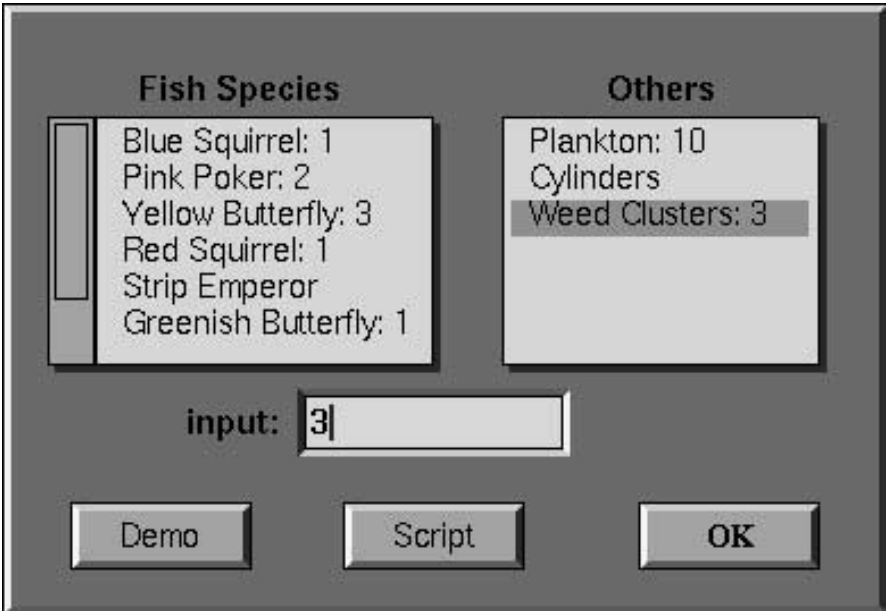 Fish Species
Blue Squirrel: 1
Pink Poker: 2
Yellow Butterfly: 3
Red Squirrel: 1
Strip Emperor
Greenish Butterfly: 1
Others
Plankton: 10
Cylinders
Weed Clusters: 3
input: 3
Demo
Script
OK